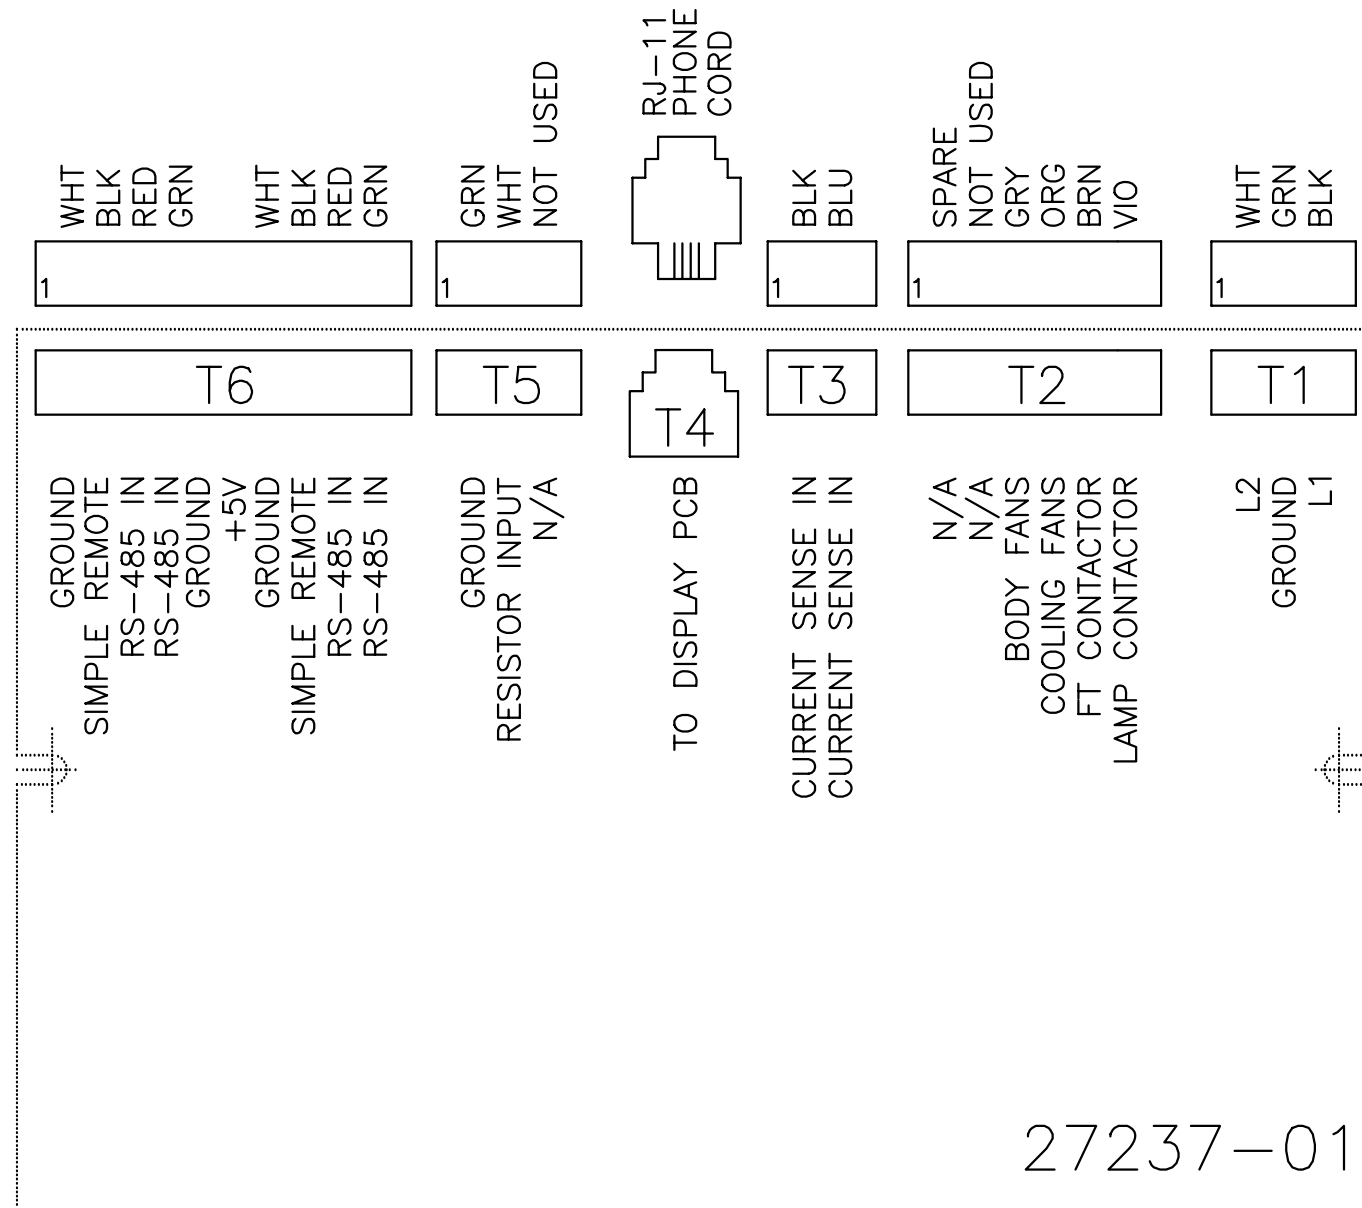 WHT
BLK
RED
GRN
WHT
BLK
RED
GRN
GRN
WHT
NOT USED
RJ-11
PHONE
CORD
BLK
BLU
SPARE
NOT USED
GRY
ORG
BRN
VIO
WHT
GRN
BLK
1
1
1
1
1
T6
T5
T4
T3
T2
T1
GROUND
SIMPLE REMOTE
RS-485 IN
RS-485 IN
GROUND
+5V
GROUND
SIMPLE REMOTE
RS-485 IN
RS-485 IN
GROUND
RESISTOR INPUT
N/A
TO DISPLAY PCB
CURRENT SENSE IN
CURRENT SENSE IN
N/A
N/A
BODY FANS
COOLING FANS
FT CONTACTOR
LAMP CONTACTOR
L2
GROUND
L1
27237-01